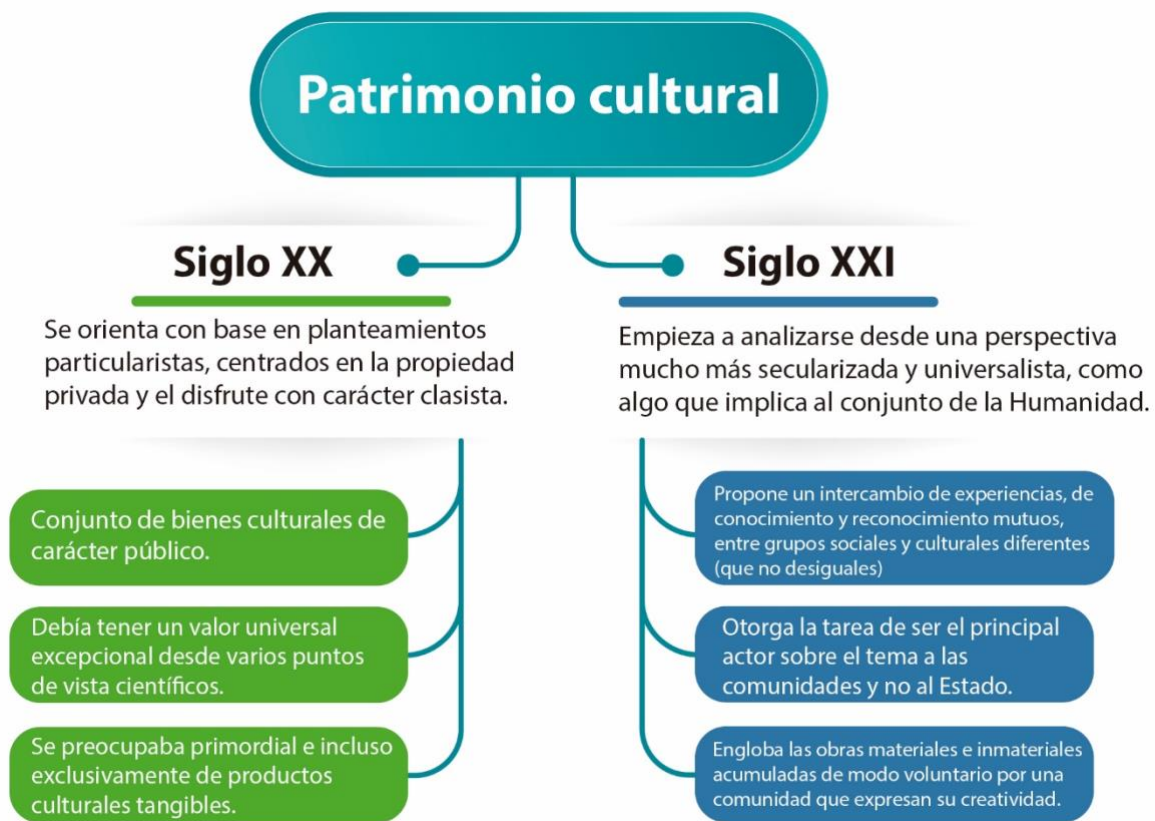 Patrimonio cultural
Siglo XX
Se orienta con base en planteamientos
particularistas, centrados en la propiedad
privada y el disfrute con carácter clasista.
Conjunto de bienes culturales de
carácter público.
Debía tener un valor universal
excepcional desde varios puntos
de vista científicos.
Se preocupaba primordial e incluso
exclusivamente de productos
culturales tangibles.
Siglo XXI
Empieza a analizarse desde una perspectiva
mucho más secularizada y universalista, como
algo que implica al conjunto de la Humanidad.
Propone un intercambio de experiencias, de
conocimiento y reconocimiento mutuos,
entre grupos sociales y culturales diferentes
(que no desiguales)
Otorga la tarea de ser el principal
actor sobre el tema a las
comunidades y no al Estado.
Engloba las obras materiales e inmateriales
acumuladas de modo voluntario por una
comunidad que expresan su creatividad.